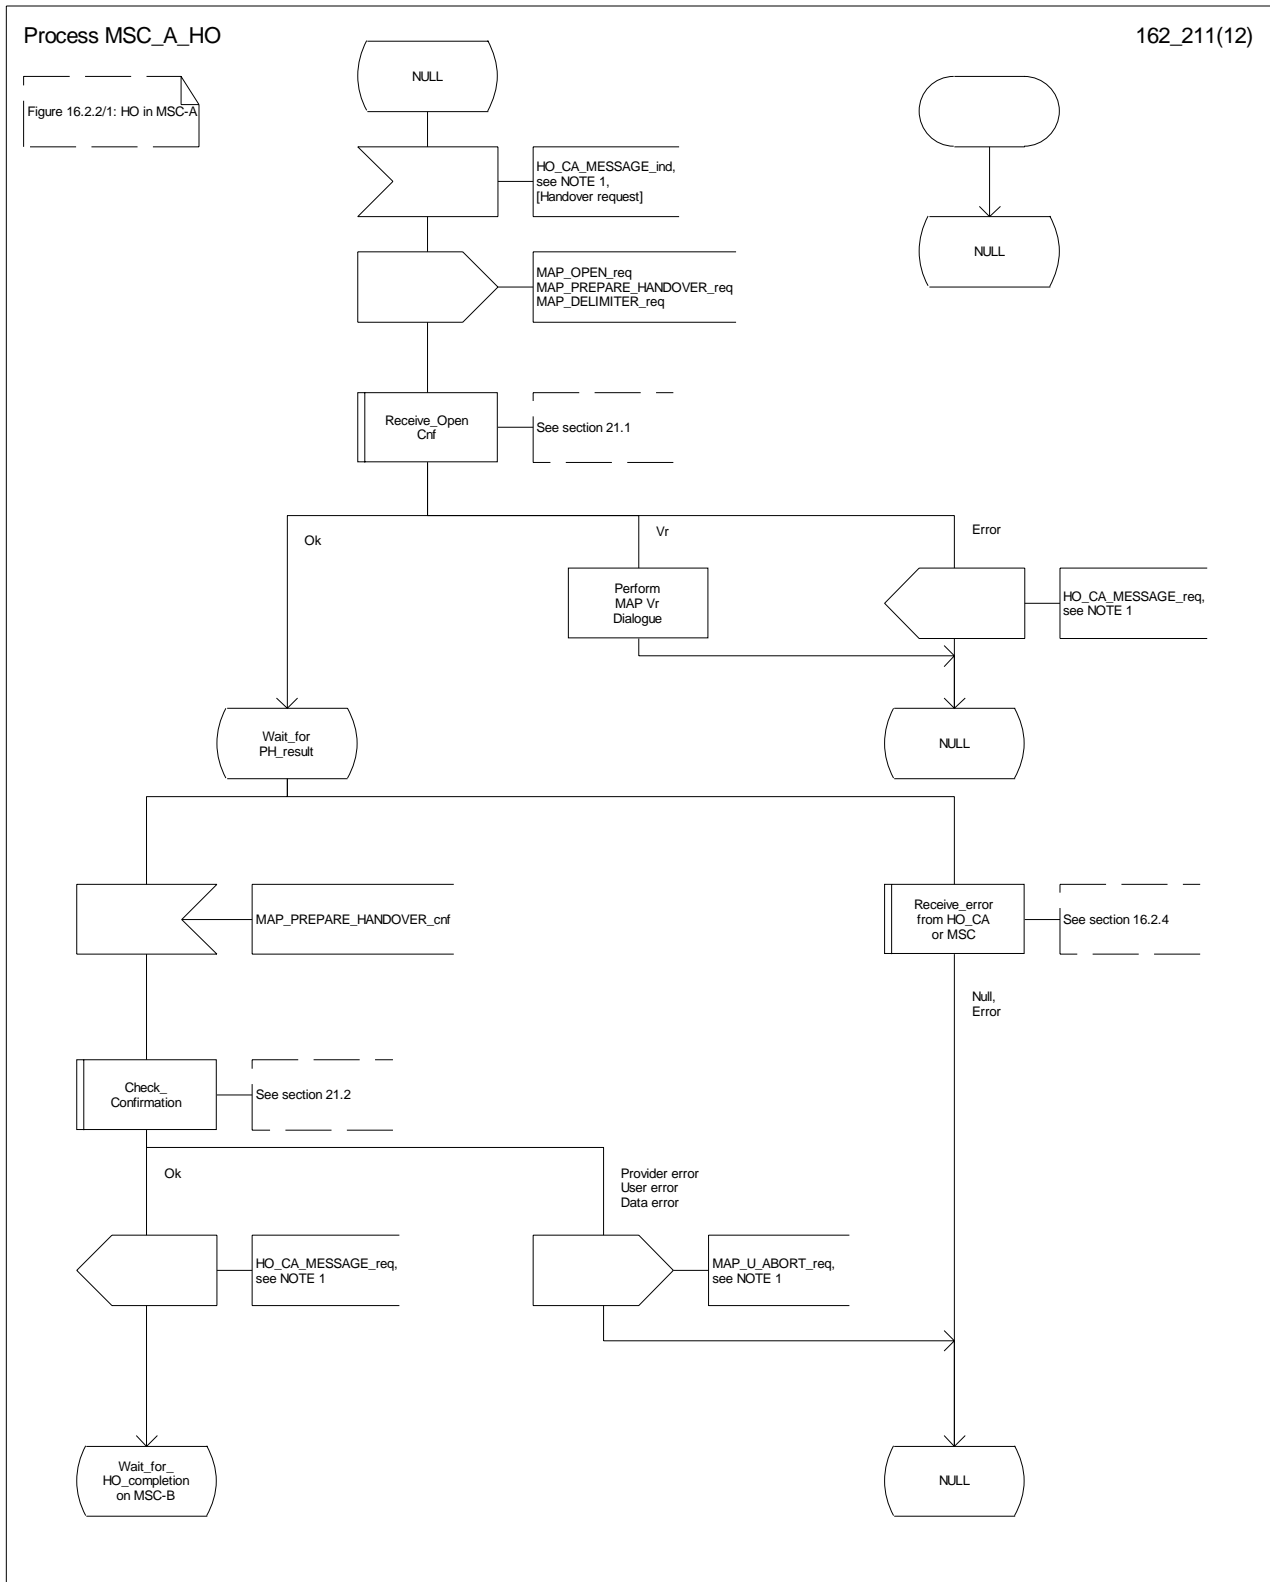 Process MSC_A_HO
162_211(12)
Figure 16.2.2/1: HO in MSC-A
NULL
HO_CA_MESSAGE_ind,
see NOTE 1,
[Handover request]
NULL
MAP_OPEN_req
MAP_PREPARE_HANDOVER_req
MAP_DELIMITER_req
Receive_Open
Cnf
See section 21.1
Ok
Vr
Error
Perform
MAP Vr
Dialogue
HO_CA_MESSAGE_req,
see NOTE 1
Wait_for
PH_result
NULL
MAP_PREPARE_HANDOVER_cnf
Receive_error
from HO_CA
or MSC
See section 16.2.4
Null,
Error
Check_
Confirmation
See section 21.2
Ok
Provider error
User error
Data error
HO_CA_MESSAGE_req,
see NOTE 1
MAP_U_ABORT_req,
see NOTE 1
Wait_for_
HO_completion
on MSC-B
NULL